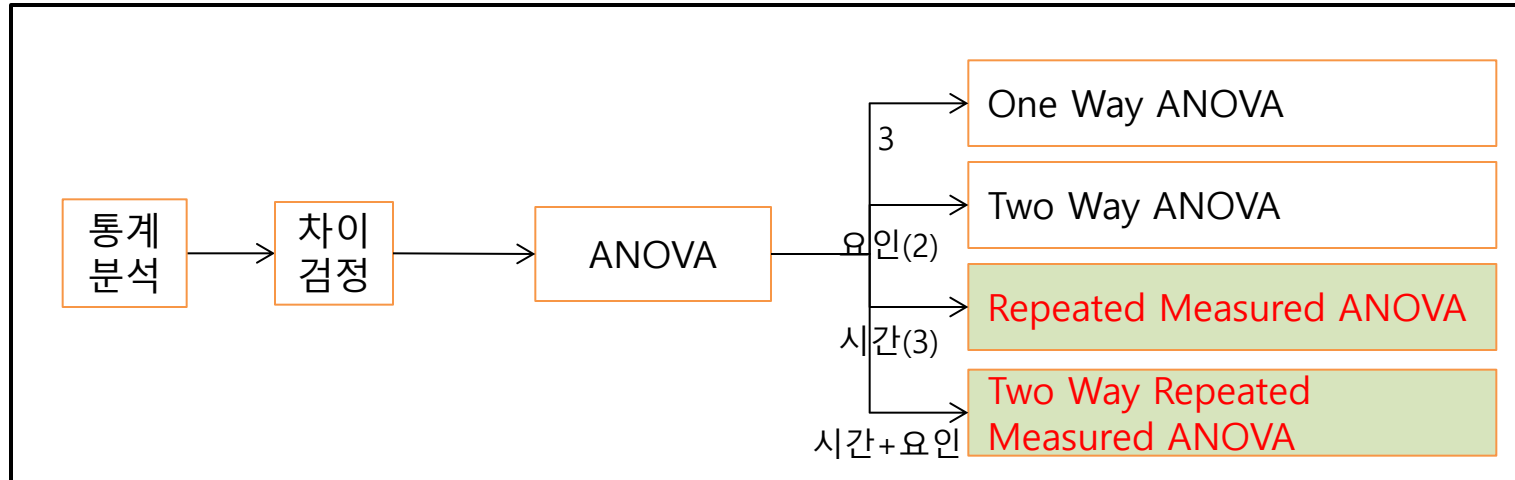 통계
분석
차이
검정
ANOVA
3
One Way ANOVA
요인(2)
Two Way ANOVA
시간(3)
Repeated Measured ANOVA
시간+요인
Two Way Repeated
Measured ANOVA